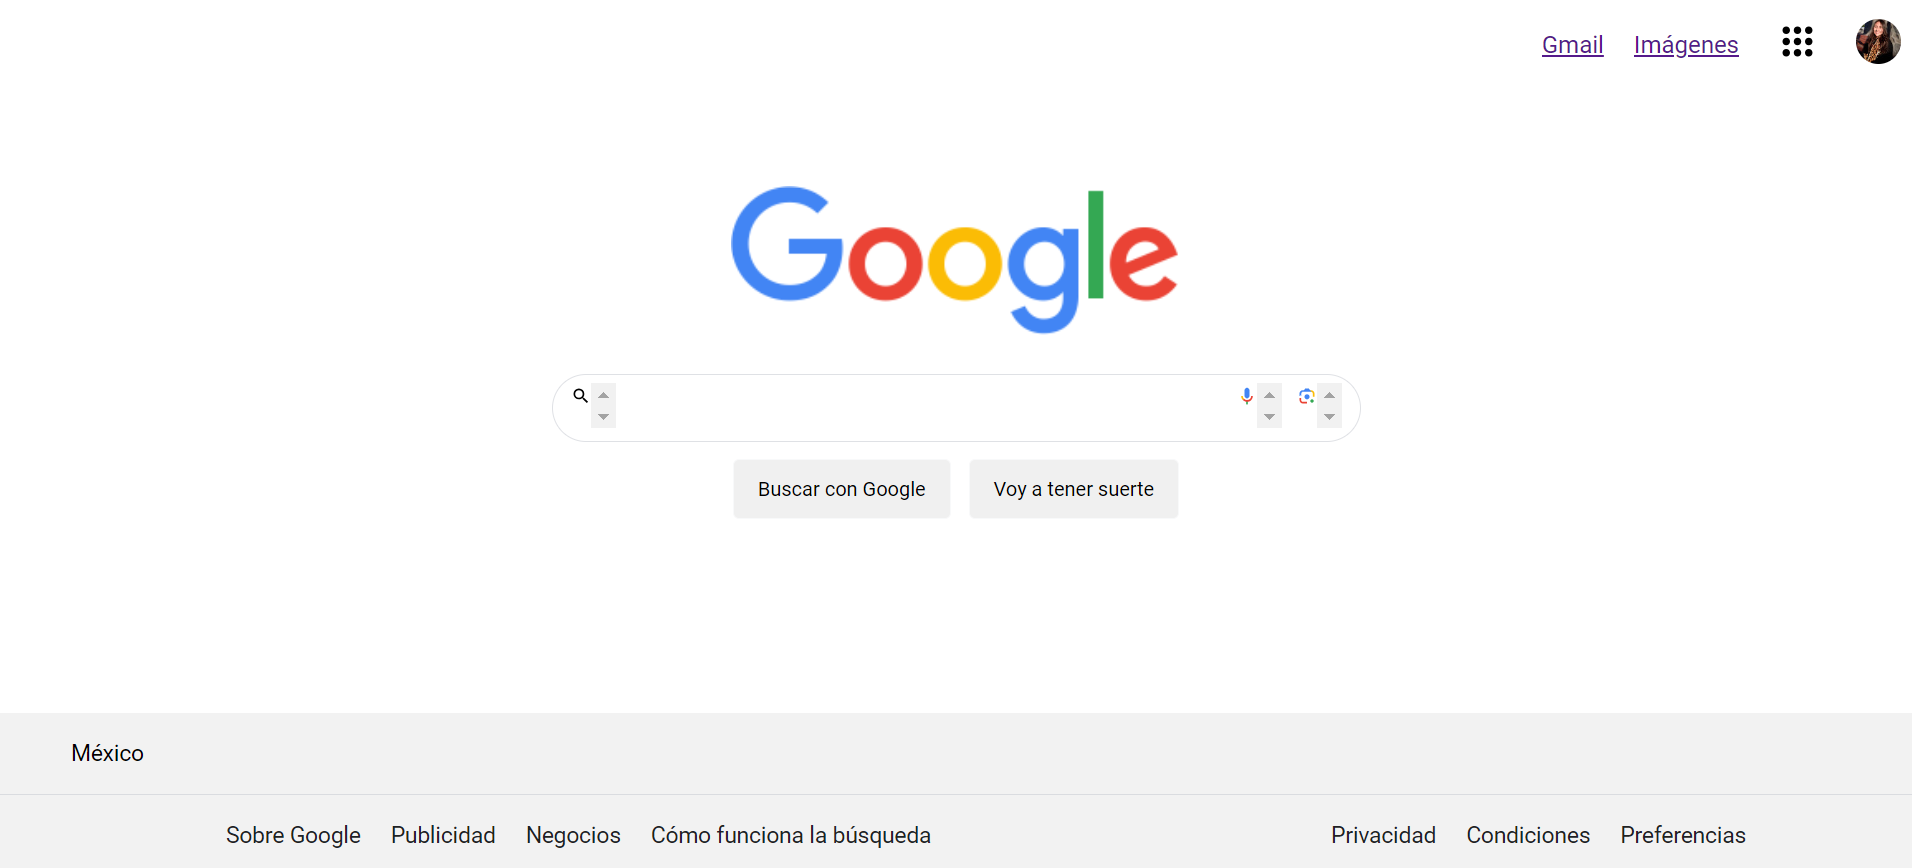 Gmail Imágenes
Google
Buscar con Google Voy a tener suerte
México
Sobre Google Publicidad Negocios Cómo funciona la búsqueda Privacidad Condiciones Preferencias